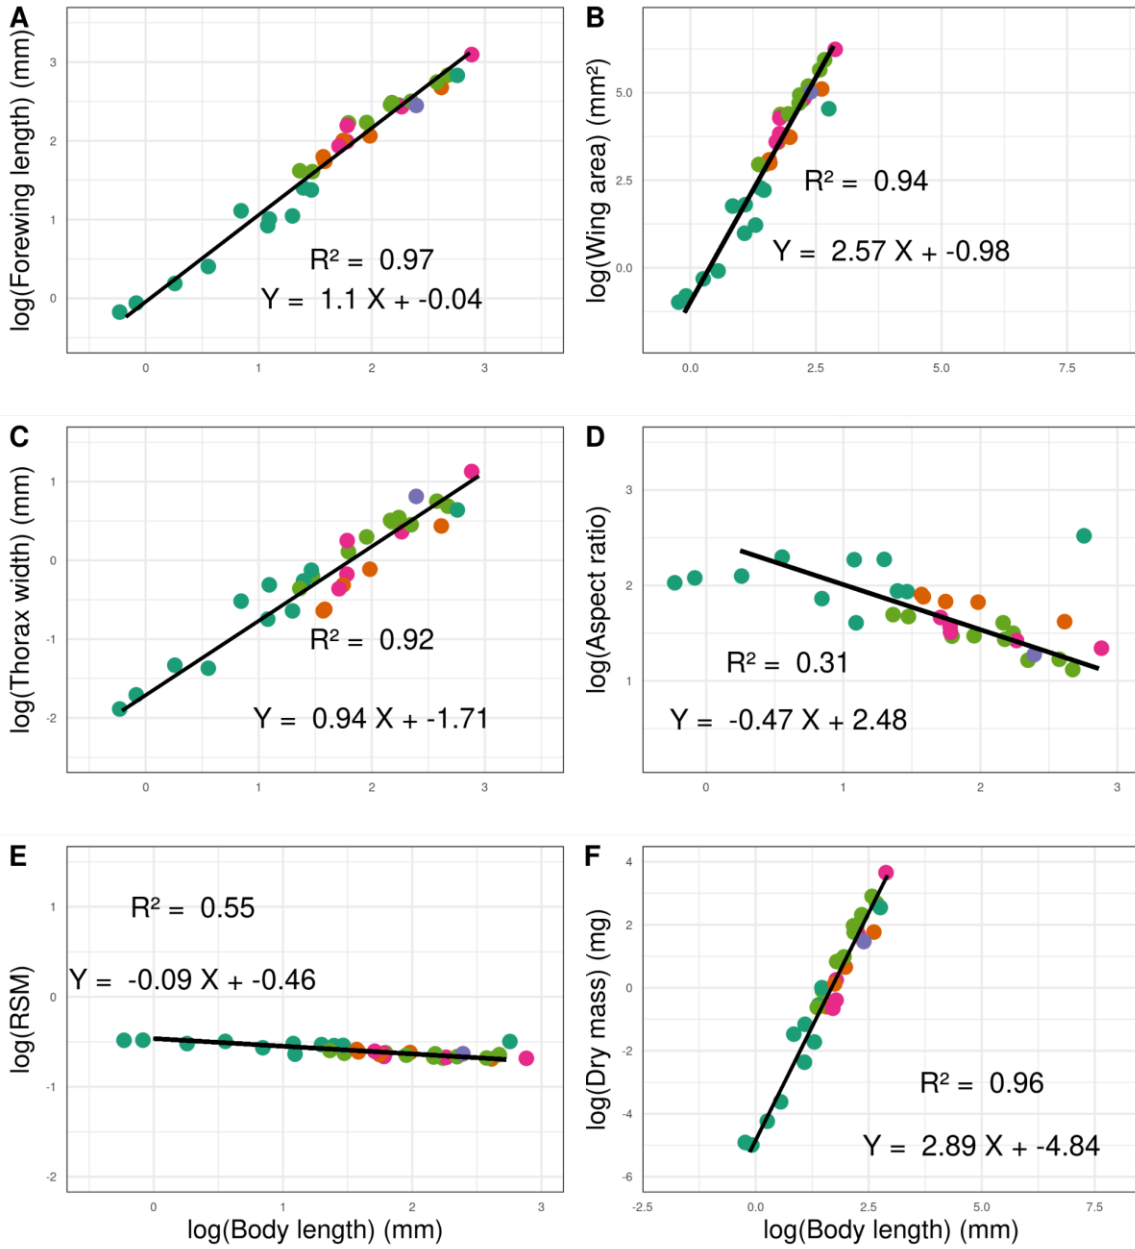 A
log(Forewing length) (mm)
3
2
1
0
R² = 0.97
Y = 1.1 X + -0.04
0 1 2 3
B
log(Wing area) (mm²)
5.0
2.5
0.0
R² = 0.94
Y = 2.57 X + -0.98
0.0 2.5 5.0 7.5
C
log(Thorax width) (mm)
1
0
-1
-2
R² = 0.92
Y = 0.94 X + -1.71
0 1 2 3
D
log(Aspect ratio)
3
2
1
R² = 0.31
Y = -0.47 X + 2.48
0 1 2 3
E
log(RSM)
1
0
-1
-2
R² = 0.55
Y = -0.09 X + -0.46
0 1 2 3
log(Body length) (mm)
F
log(Dry mass) (mg)
4
2
0
-2
-4
-6
R² = 0.96
Y = 2.89 X + -4.84
-2.5 0.0 2.5 5.0 7.5
log(Body length) (mm)